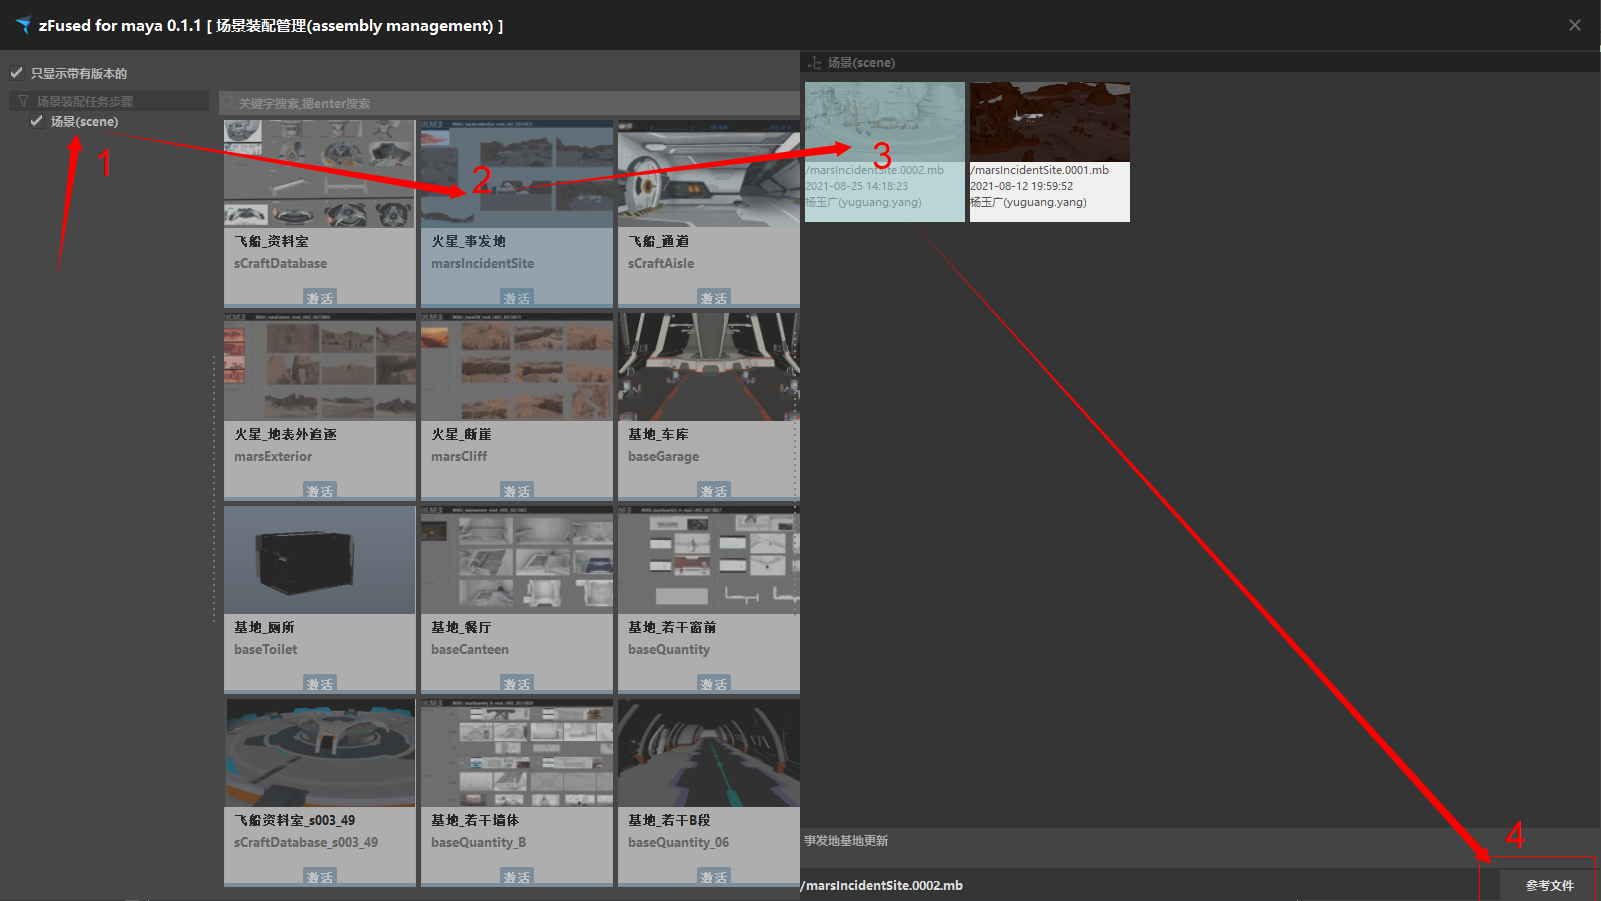 zFused for maya 0.1.1 [ 场景装配管理(assembly management) ]
只显示带有版本的
场景装配任务步骤
场景(scene)
1
关键字搜索,摁enter搜索
飞船_资料室
sCraftDatabase
激活
2
火星_事发地
marsIncidentSite
激活
飞船_通道
sCraftAisle
激活
火星_地表外追逐
marsExterior
激活
火星_断崖
marsCliff
激活
基地_车库
baseGarage
激活
基地_厕所
baseToilet
激活
基地_餐厅
baseCanteen
激活
基地_若干窗前
baseQuantity
激活
飞船资料室_s003_49
sCraftDatabase_s003_49
激活
基地_若干墙体
baseQuantity_B
激活
基地_若干B段
baseQuantity_06
激活
场景(scene)
3
/marsIncidentSite.0002.mb
2021-08-25 14:18:23
杨玉广(yuguang.yang)
/marsIncidentSite.0001.mb
2021-08-12 19:59:52
杨玉广(yuguang.yang)
事发地基地更新
4
/marsIncidentSite.0002.mb
参考文件